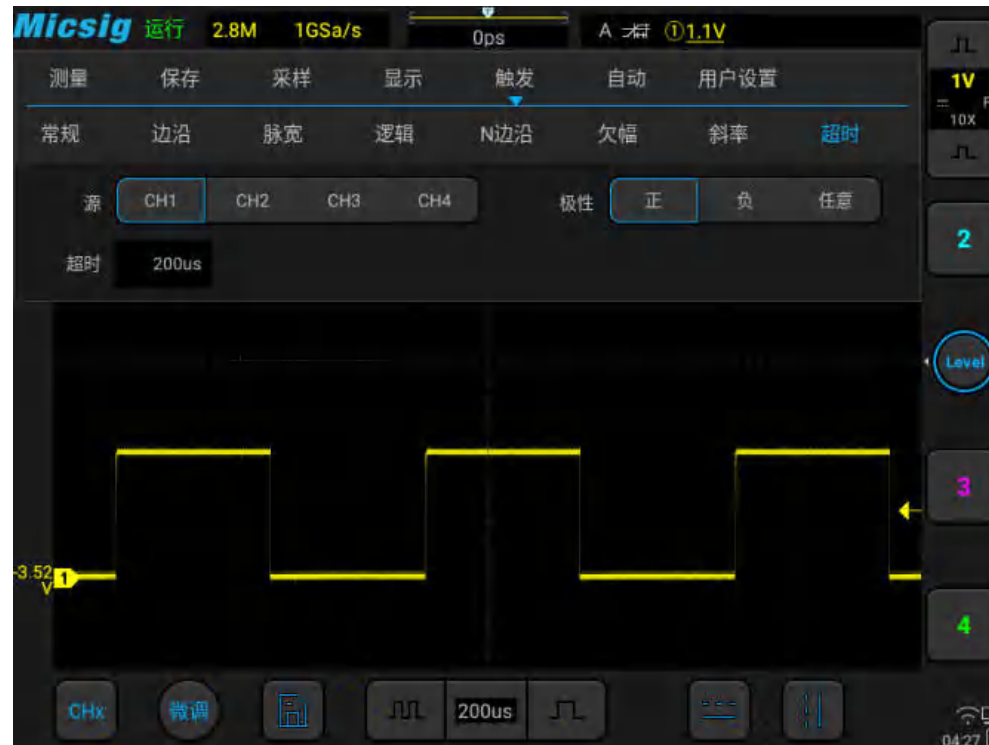 Micsig 运行 2.8M 1GSa/s T 0ps A ①1.1V
测量 保存 采样 显示 触发 自动 用户设置
1V
10X
常规 边沿 脉宽 逻辑 N边沿 欠幅 斜率 超时
源 CH1 CH2 CH3 CH4 极性 正 负 任意
2
超时 200us
Level
3
-3.52
V
1
4
CHx 微调 200us
04:27